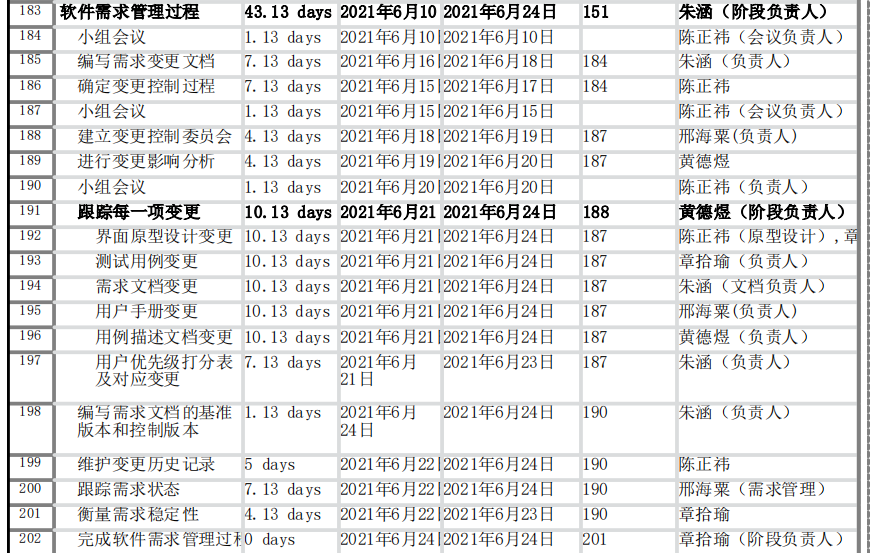 183 软件需求管理过程 43.13 days 2021年6月10 2021年6月24日 151 朱涵（阶段负责人）
184 小组会议 1.13 days 2021年6月10日 2021年6月10日 陈正祎（会议负责人）
185 编写需求变更文档 7.13 days 2021年6月16日 2021年6月18日 184 朱涵（负责人）
186 确定变更控制过程 7.13 days 2021年6月15日 2021年6月17日 184 陈正祎
187 小组会议 1.13 days 2021年6月15日 2021年6月15日 陈正祎（会议负责人）
188 建立变更控制委员会 4.13 days 2021年6月18日 2021年6月19日 187 邢海粟(负责人)
189 进行变更影响分析 4.13 days 2021年6月19日 2021年6月20日 187 黄德煜
190 小组会议 1.13 days 2021年6月20日 2021年6月20日 陈正祎（负责人）
191 跟踪每一项变更 10.13 days 2021年6月21 2021年6月24日 188 黄德煜（阶段负责人）
192 界面原型设计变更 10.13 days 2021年6月21日 2021年6月24日 187 陈正祎（原型设计）,章
193 测试用例变更 10.13 days 2021年6月21日 2021年6月24日 187 章拾瑜（负责人）
194 需求文档变更 10.13 days 2021年6月21日 2021年6月24日 187 朱涵（文档负责人）
195 用户手册变更 10.13 days 2021年6月21日 2021年6月24日 187 邢海粟(负责人)
196 用例描述文档变更 10.13 days 2021年6月21日 2021年6月24日 187 黄德煜（负责人）
197 用户优先级打分表 7.13 days 2021年6月 2021年6月23日 187 朱涵（负责人）
及对应变更 21日
198 编写需求文档的基准 1.13 days 2021年6月 2021年6月24日 190 朱涵（负责人）
版本和控制版本 24日
199 维护变更历史记录 5 days 2021年6月22日 2021年6月24日 190 陈正祎
200 跟踪需求状态 7.13 days 2021年6月22日 2021年6月24日 190 邢海粟（需求管理）
201 衡量需求稳定性 4.13 days 2021年6月22日 2021年6月23日 190 章拾瑜
202 完成软件需求管理过程 0 days 2021年6月24日 2021年6月24日 201 章拾瑜（阶段负责人）